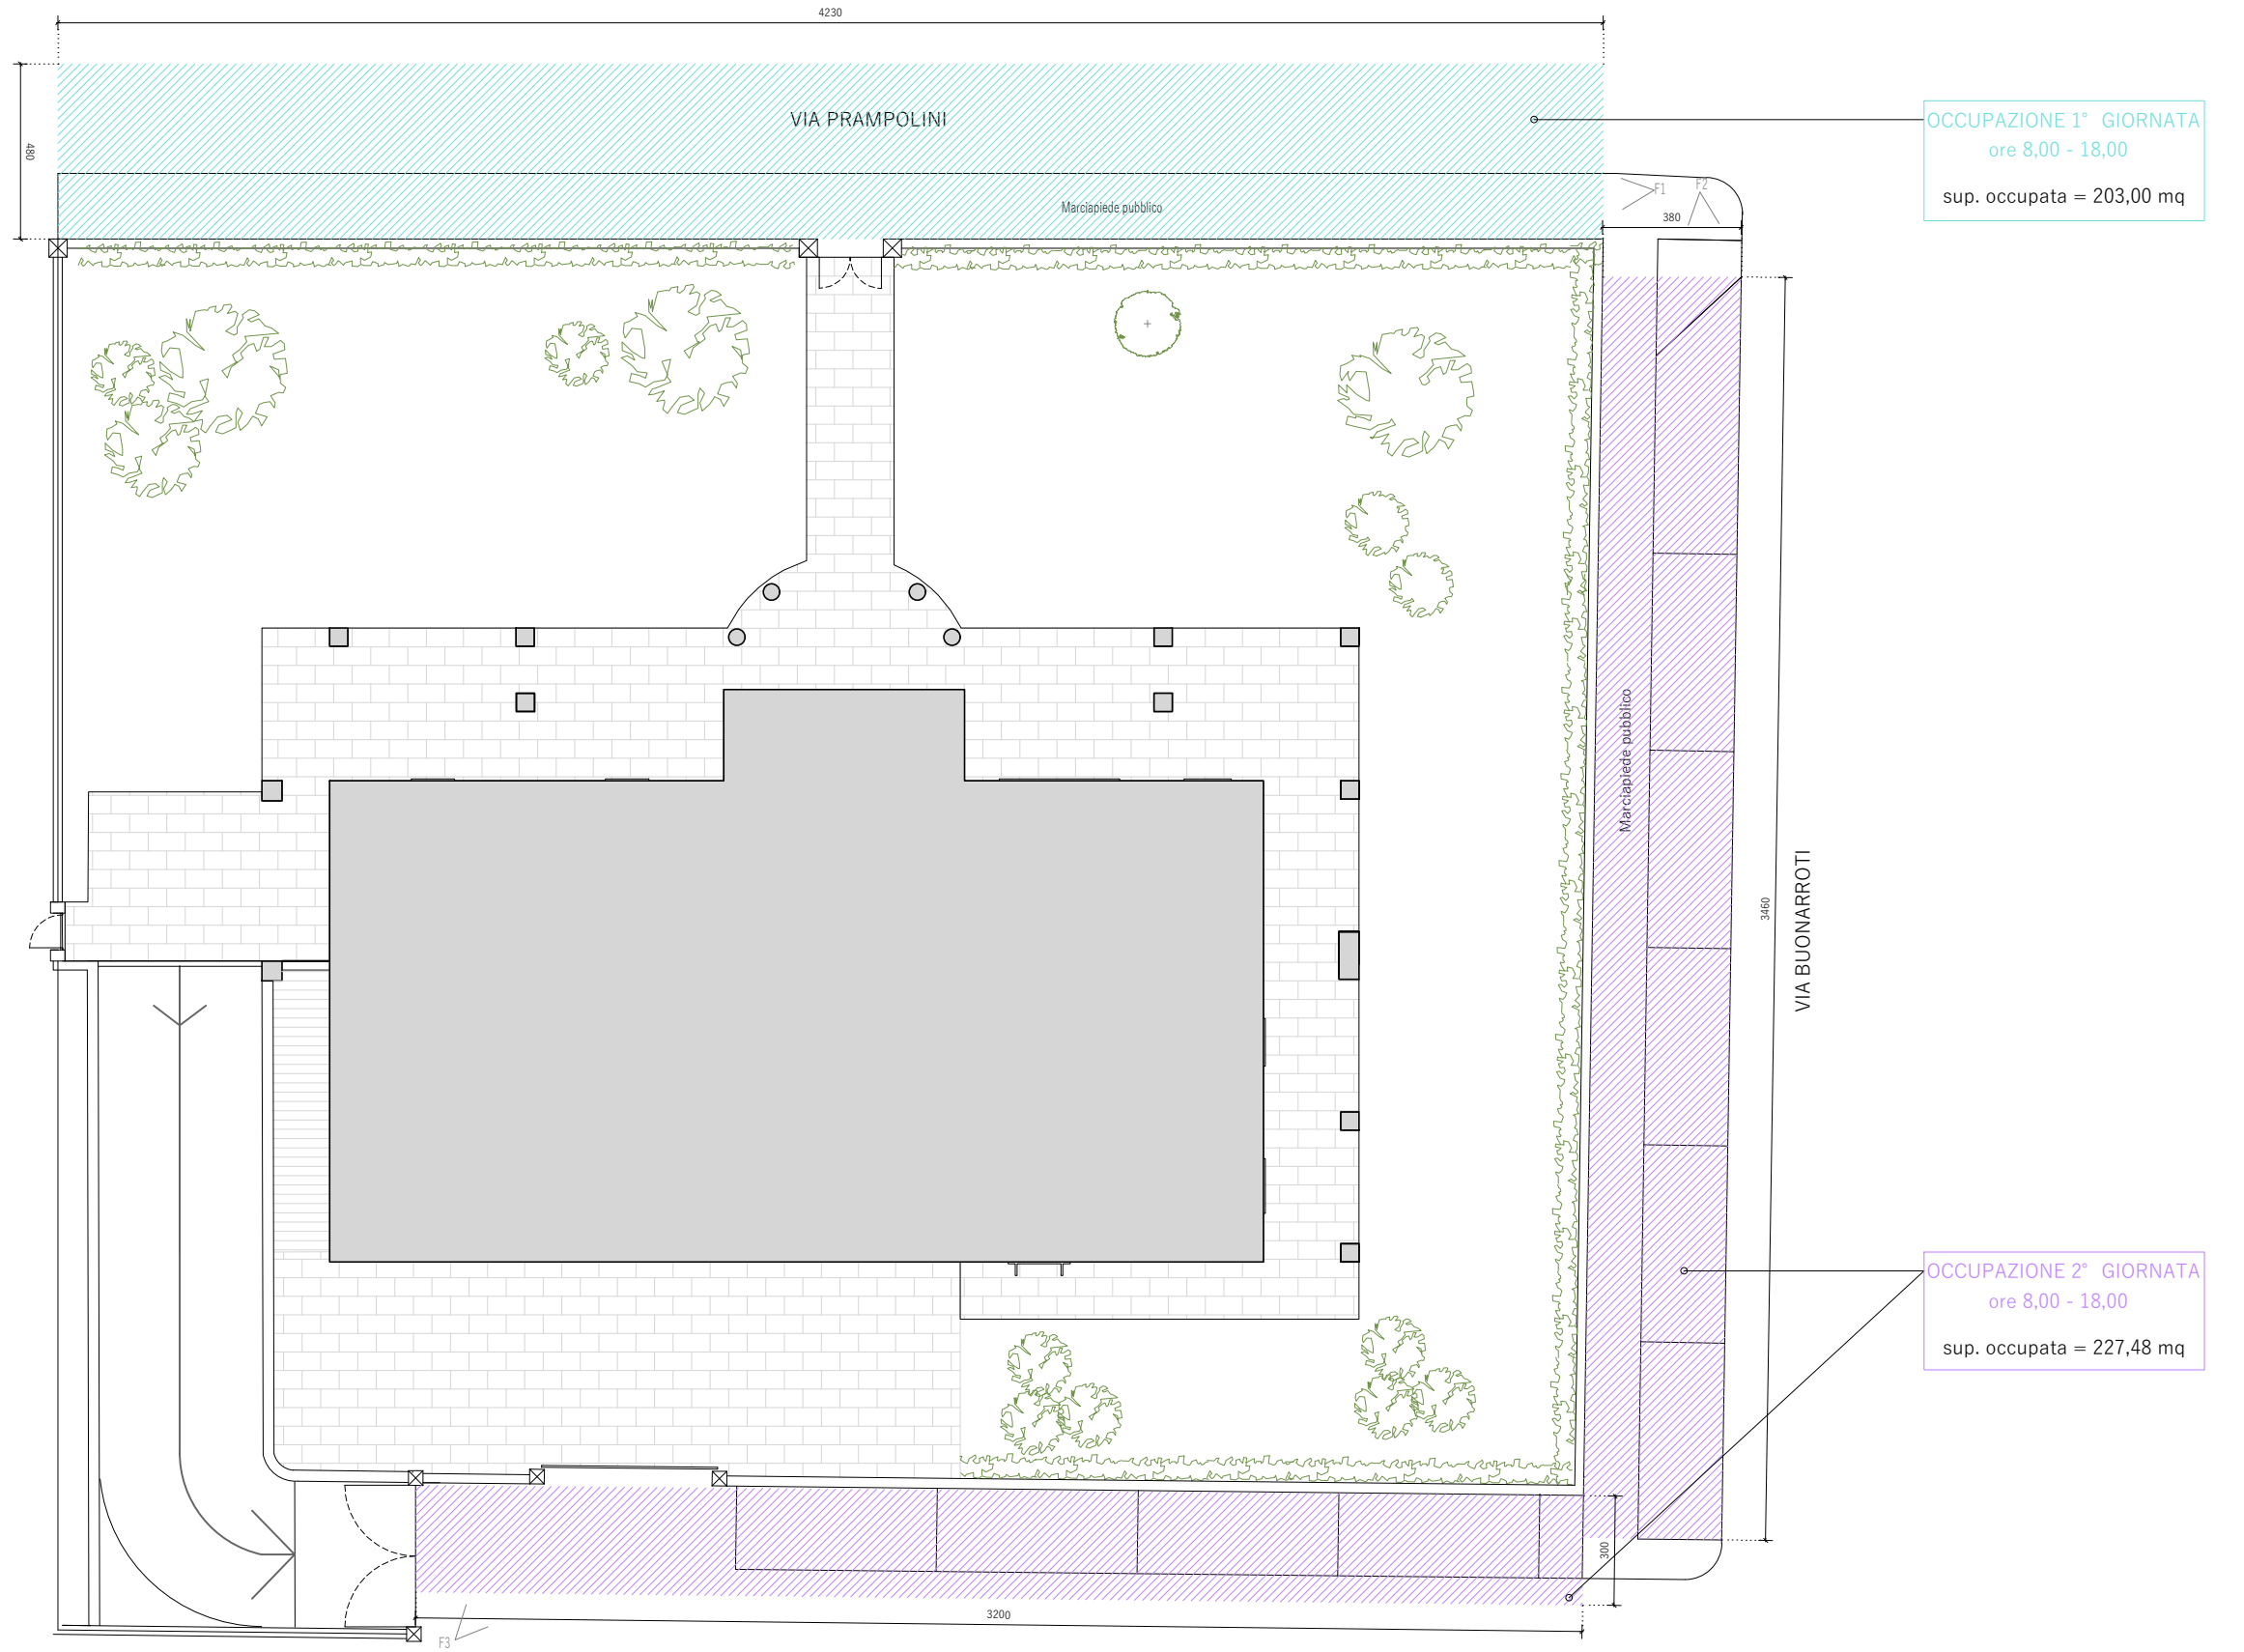 4230
480
VIA PRAMPOLINI
OCCUPAZIONE 1° GIORNATA
ore 8,00 - 18,00
sup. occupata = 203,00 mq
F1
F2
Marciapiede pubblico
380
Marciapiede pubblico
3460
VIA BUONARROTI
OCCUPAZIONE 2° GIORNATA
ore 8,00 - 18,00
sup. occupata = 227,48 mq
300
3200
F3